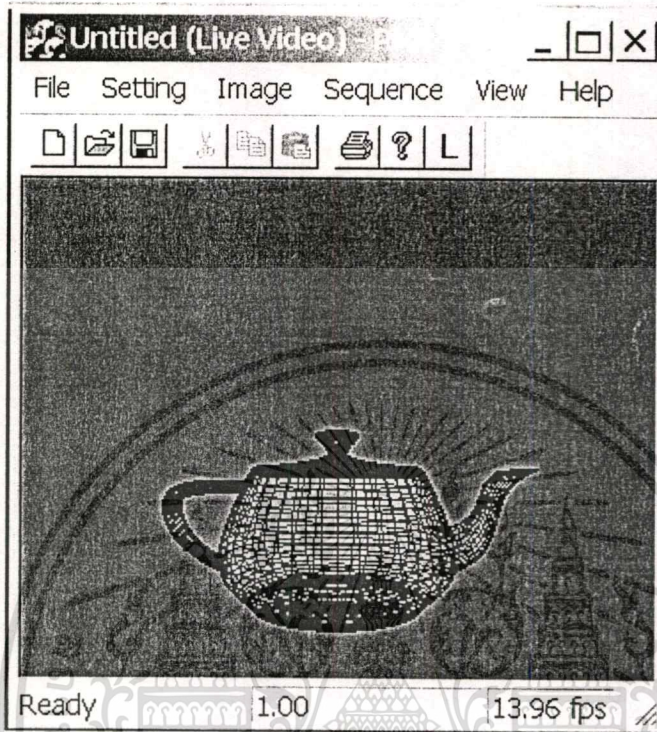 Untitled (Live Video) -
File Setting Image Sequence View Help
L
Ready 1.00 13.96 fps